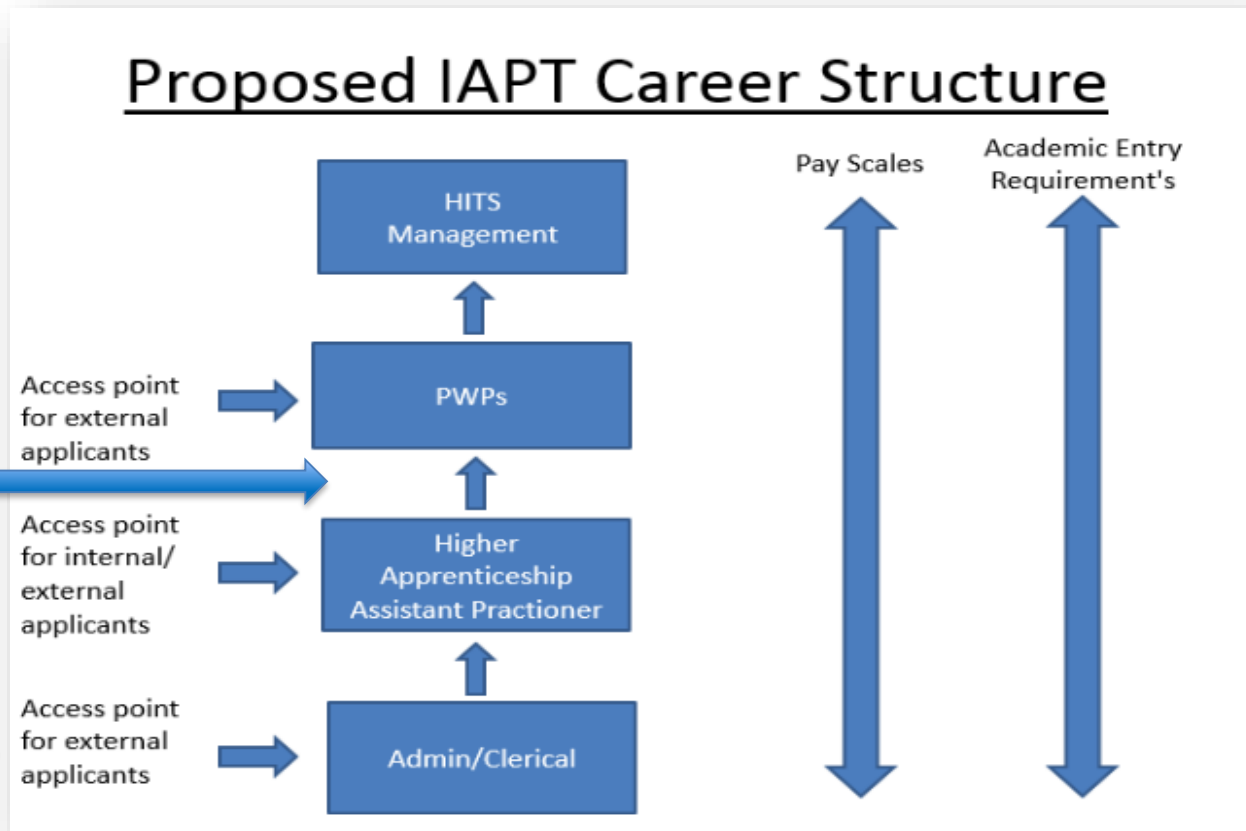 Proposed IAPT Career Structure
Pay Scales
Academic Entry
Requirement's
HITS
Management
Access point
for external
applicants
PWPs
Access point
for internal/
external
applicants
Higher
Apprenticeship
Assistant Practioner
Access point
for external
applicants
Admin/Clerical